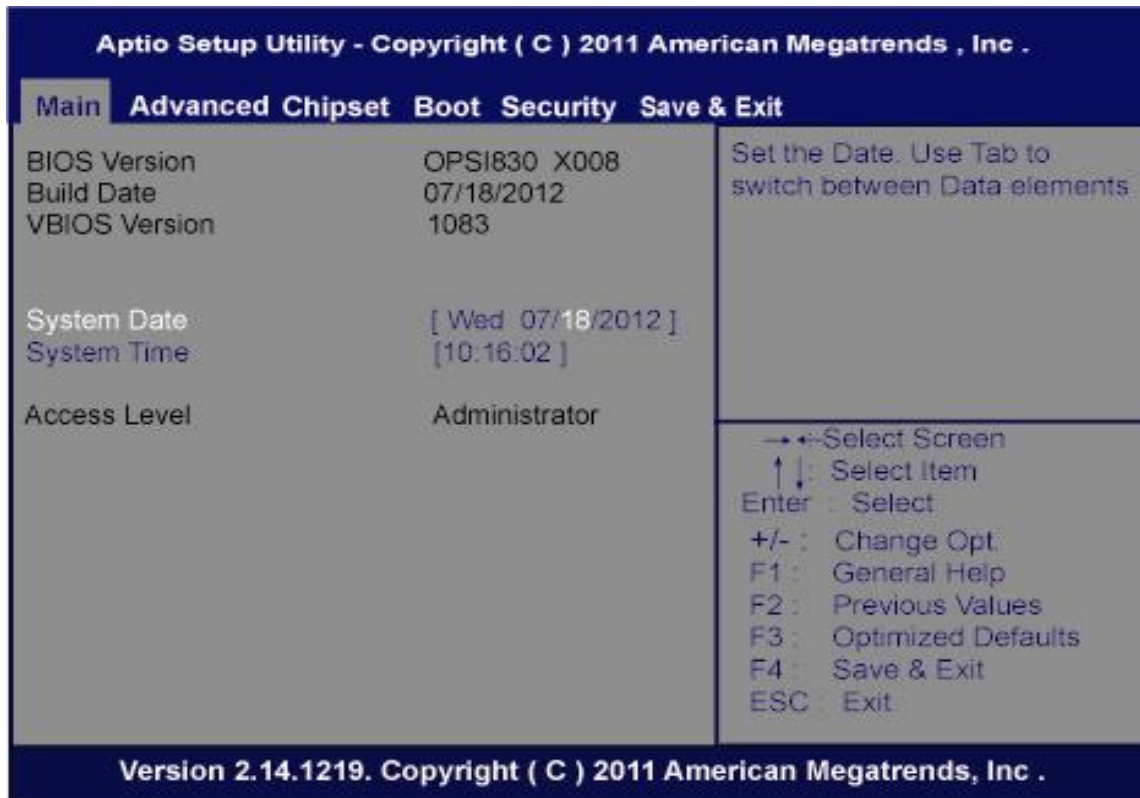 Aptio Setup Utility - Copyright ( C ) 2011 American Megatrends , Inc .
Main Advanced Chipset Boot Security Save & Exit
BIOS Version OPSI830 X008
Build Date 07/18/2012
VBIOS Version 1083
System Date [ Wed 07/18/2012 ]
System Time [10:16:02 ]
Access Level Administrator
Set the Date. Use Tab to
switch between Data elements
→ ←Select Screen
↑ ↓: Select Item
Enter : Select
+/- : Change Opt.
F1 : General Help
F2 : Previous Values
F3 : Optimized Defaults
F4 : Save & Exit
ESC : Exit
Version 2.14.1219. Copyright ( C ) 2011 American Megatrends, Inc .